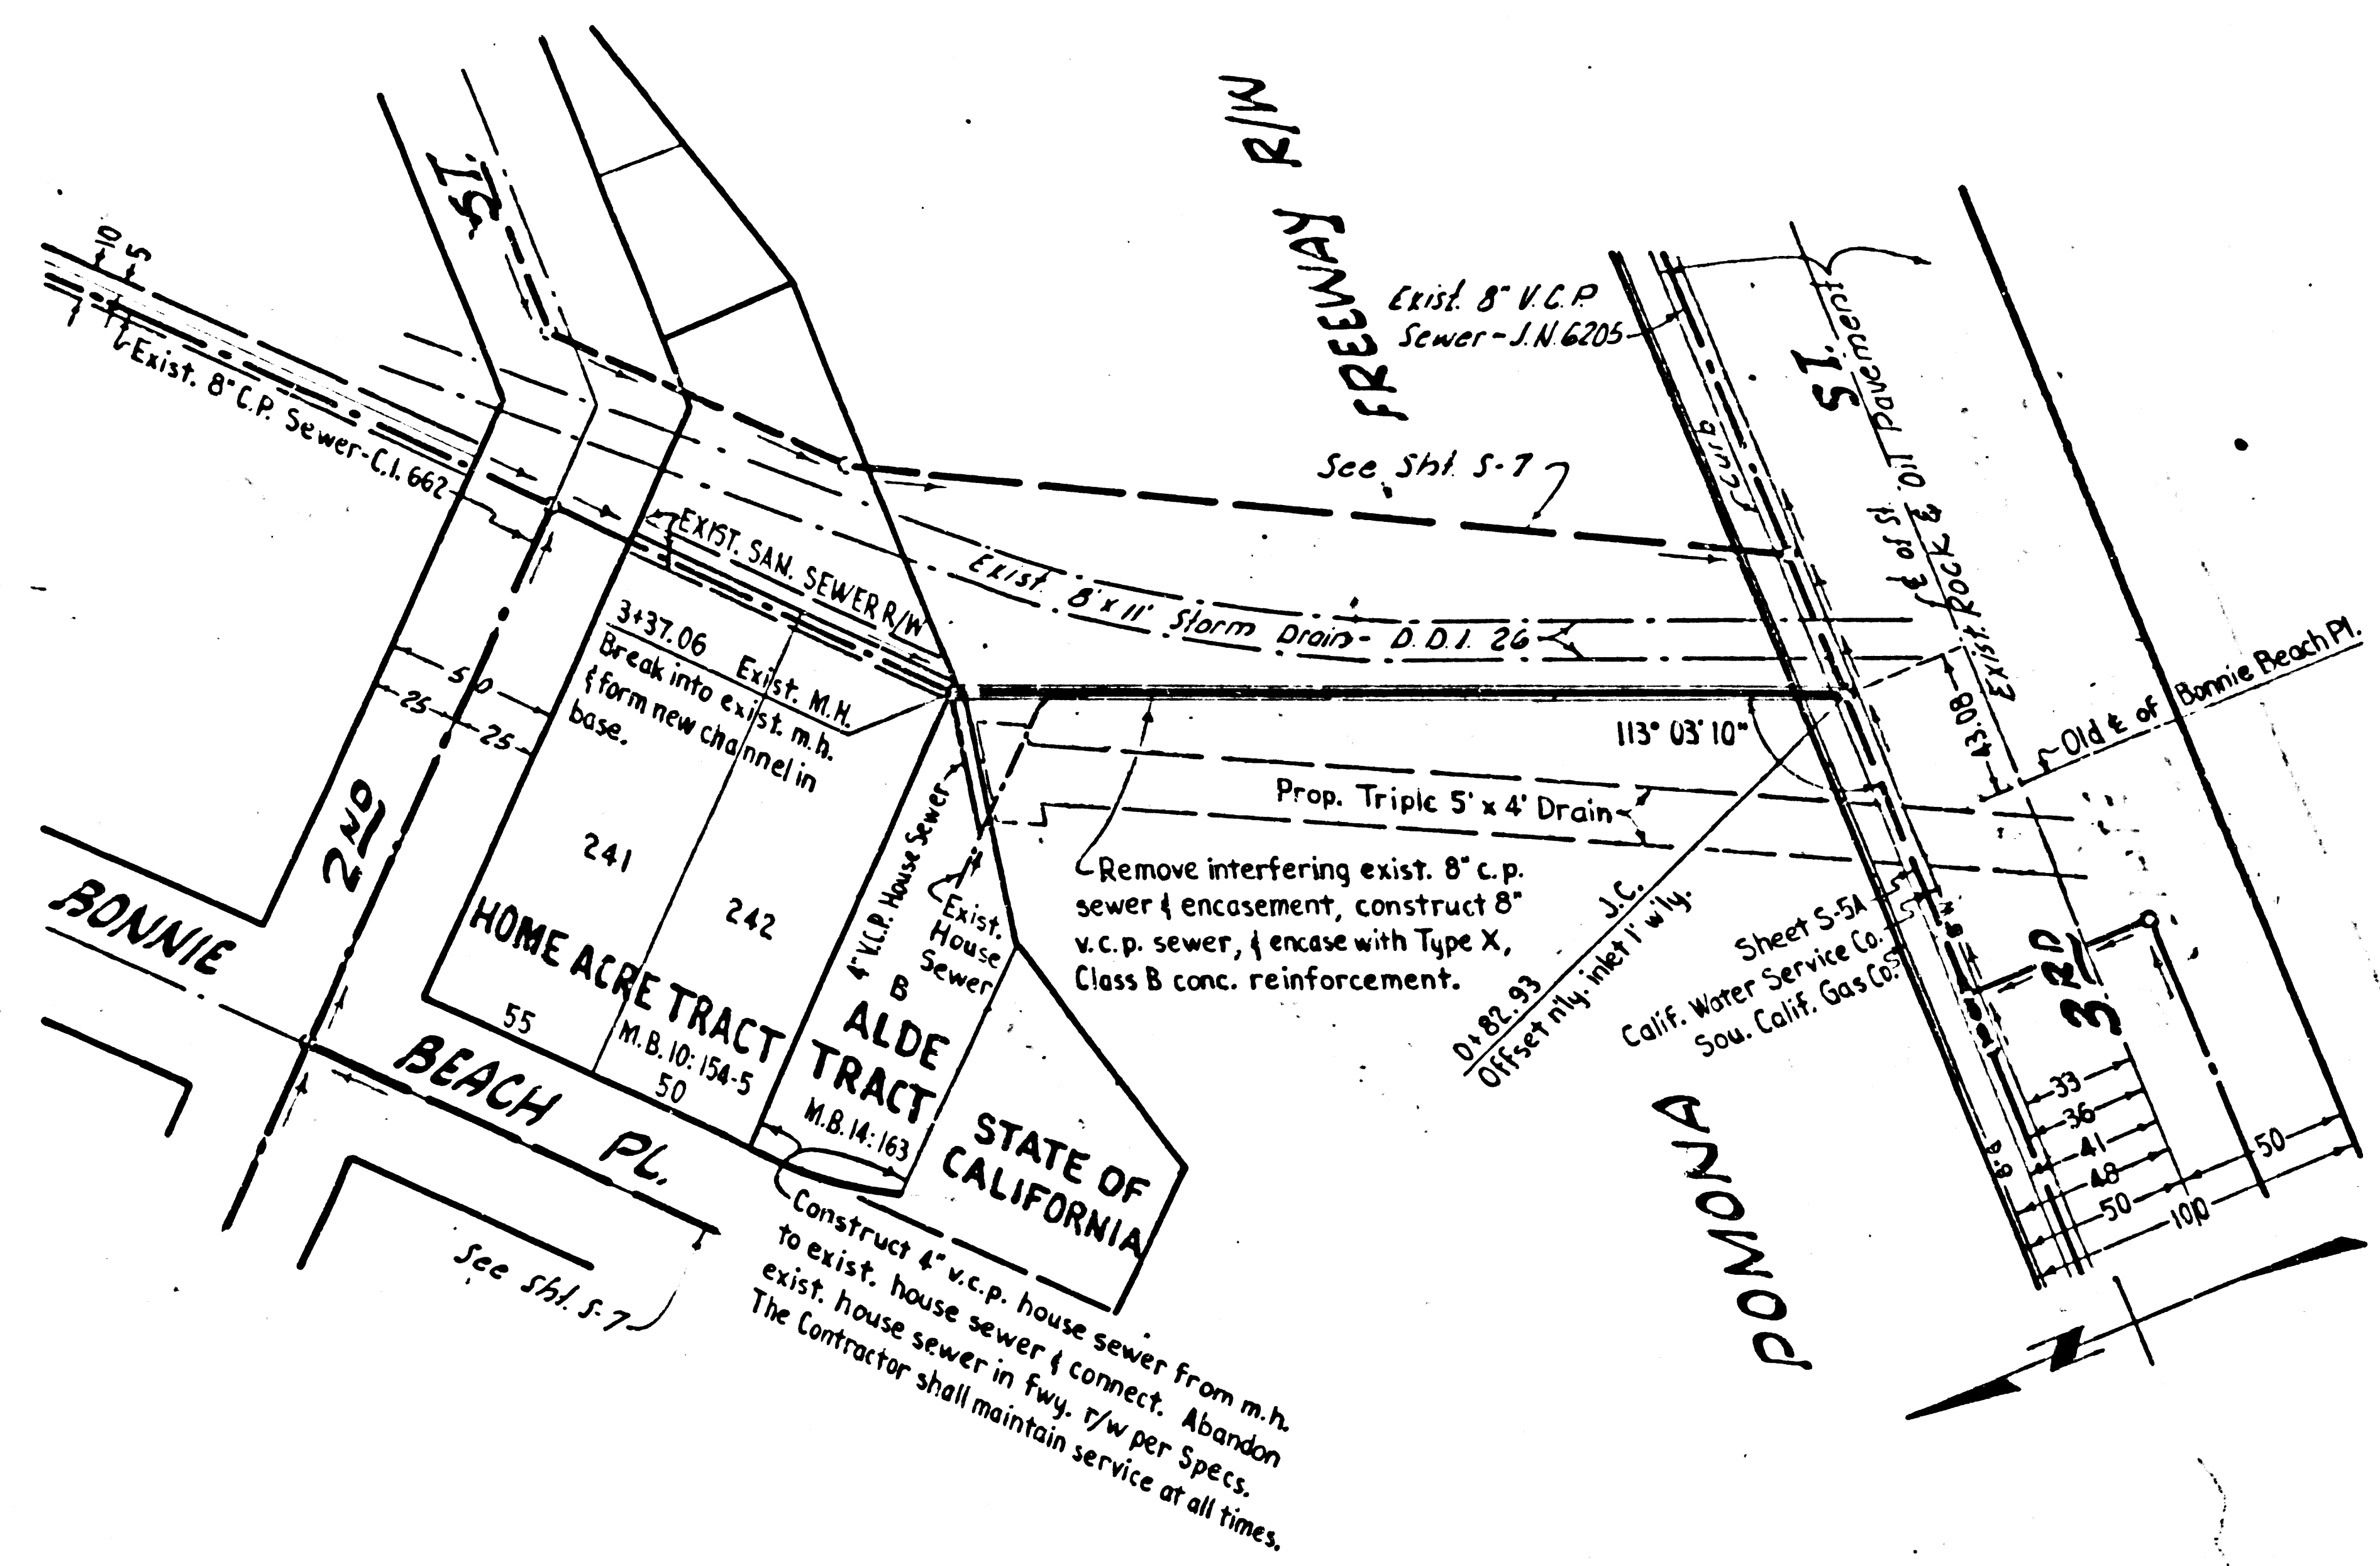 ST.
10 5
7
Exist. 8" C.P. Sewer-C.I. 662
FREEWAY R/W
Exist. 8" V.C.P.
Sewer-J.N. 6205
See Sht. S-7
Curb
ST.
℄ of st.
Exist. Rock & Oil Pavement
EXIST. SAN. SEWER R/W
Exist. 8' x 11' Storm Drain- D.D.I. 26
3+37.06 Exist. M.H.
Break into exist. m.h.
& form new channel in
base.
50
25 25
113° 03' 10"
43.08
Old ℄ of Bonnie Beach Pl.
Prop. Triple 5' x 4' Drain
2ND
241
242
HOME ACRE TRACT
M.B. 10: 154-5
55
50
4" V.C.P. House Sewer
Exist.
House
Sewer
B
ALDE
TRACT
M.B. 14: 163
Remove interfering exist. 8" c.p.
sewer & encasement, construct 8"
v.c.p. sewer, & encase with Type X,
Class B conc. reinforcement.
J.C.
0+82.93
Offset n'ly. inlet 1' w'ly.
Sheet S-5A
Calif. Water Service Co.
Sou. Calif. Gas Co.
3RD
BONNIE
BEACH PL.
STATE OF
CALIFORNIA
POMONA
33
36
41
48
50 50
100
See Sht. S-7
Construct 4" v.c.p. house sewer from m.h.
to exist. house sewer & connect. Abandon
exist. house sewer in fwy. r/w per Specs.
The Contractor shall maintain service at all times.
N